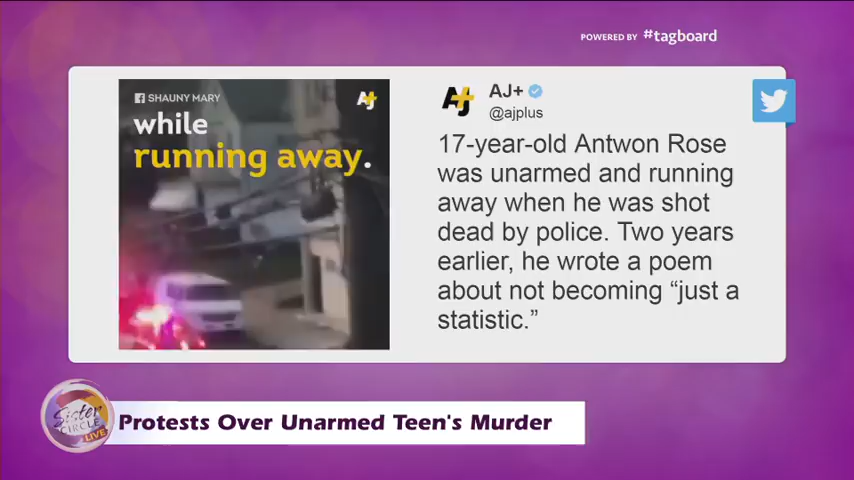 POWERED BY #tagboard
SHAUNY MARY
AJ+
while
running away.
AJ+
@ajplus
17-year-old Antwon Rose
was unarmed and running
away when he was shot
dead by police. Two years
earlier, he wrote a poem
about not becoming “just a
statistic.”
Sister
CIRCLE
LIVE
Protests Over Unarmed Teen's Murder